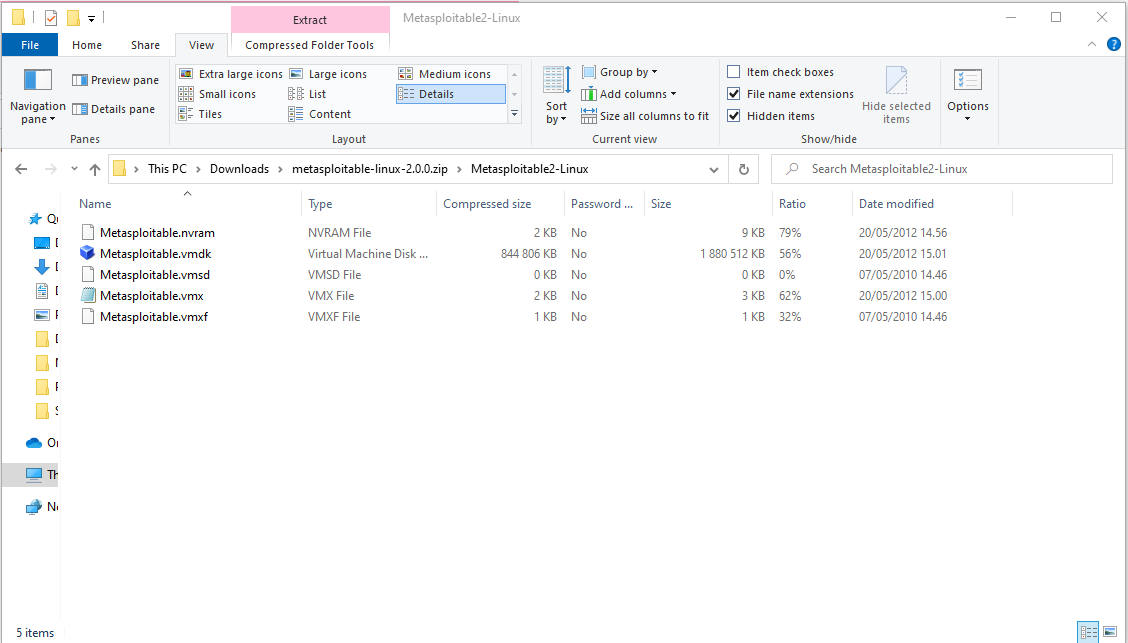 Extract Metasploitable2-Linux
File Home Share View Compressed Folder Tools
Preview pane Extra large icons Large icons Medium icons Group by Item check boxes
Small icons List Details Add columns File name extensions
Navigation pane Details pane Tiles Content Sort by Size all columns to fit Hidden items Hide selected items Options
Panes Layout Current view Show/hide
This PC Downloads metasploitable-linux-2.0.0.zip Metasploitable2-Linux Search Metasploitable2-Linux
Name Type Compressed size Password ... Size Ratio Date modified
Metasploitable.nvram NVRAM File 2 KB No 9 KB 79% 20/05/2012 14.56
Metasploitable.vmdk Virtual Machine Disk ... 844 806 KB No 1 880 512 KB 56% 20/05/2012 15.01
Metasploitable.vmsd VMSD File 0 KB No 0 KB 0% 07/05/2010 14.46
Metasploitable.vmx VMX File 2 KB No 3 KB 62% 20/05/2012 15.00
Metasploitable.vmxf VMXF File 1 KB No 1 KB 32% 07/05/2010 14.46
5 items